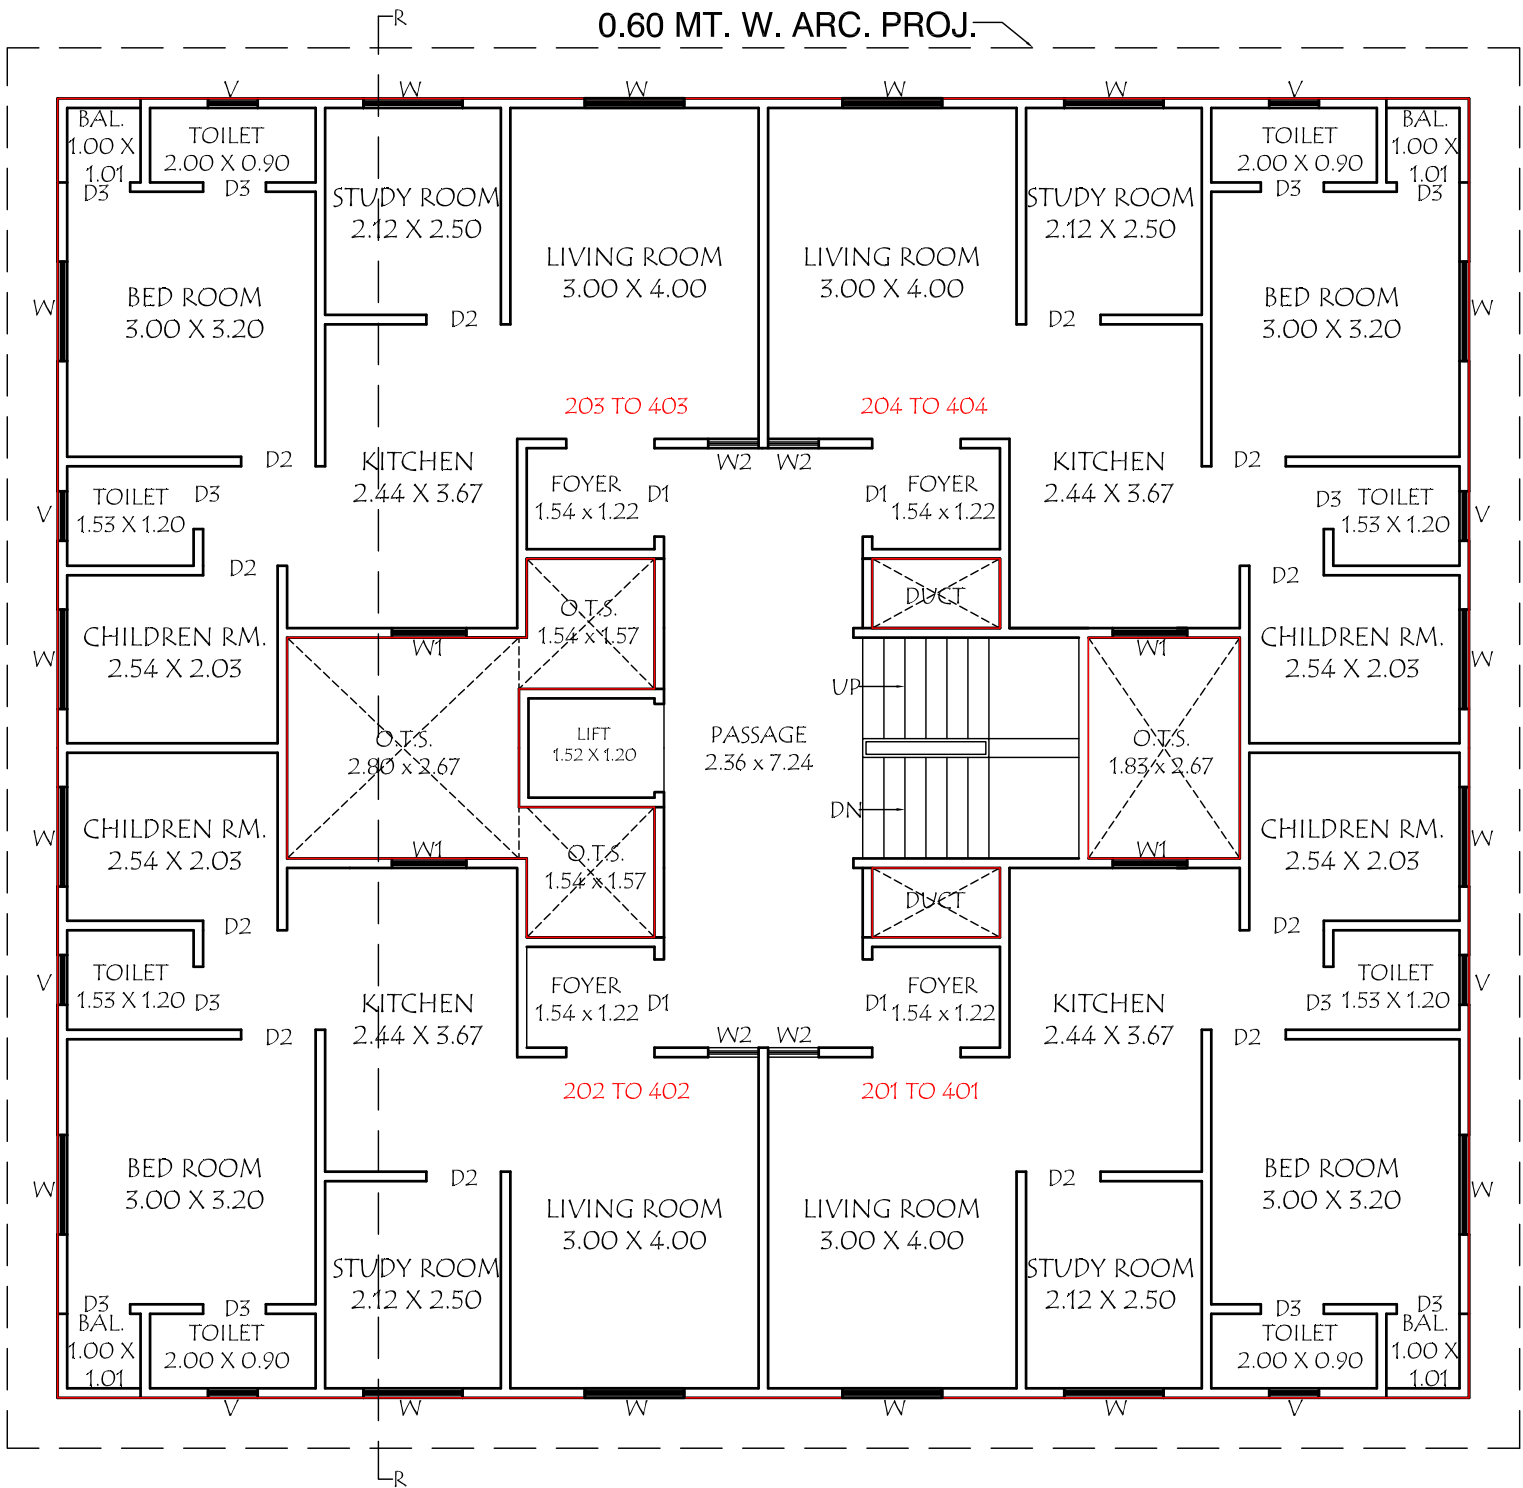 R
0.60 MT. W. ARC. PROJ.
V W W W W V
BAL.
1.00 X
1.01
TOILET
2.00 X 0.90
TOILET
2.00 X 0.90
BAL.
1.00 X
1.01
D3 D3 D3 D3
STUDY ROOM
2.12 X 2.50
STUDY ROOM
2.12 X 2.50
LIVING ROOM
3.00 X 4.00
LIVING ROOM
3.00 X 4.00
W
BED ROOM
3.00 X 3.20
BED ROOM
3.00 X 3.20
W
D2 D2
203 TO 403
204 TO 404
D2
KITCHEN
2.44 X 3.67
W2 W2
KITCHEN
2.44 X 3.67
D2
V
TOILET
1.53 X 1.20
D3
FOYER
1.54 x 1.22
D1
D1
FOYER
1.54 x 1.22
D3
TOILET
1.53 X 1.20
V
D2
D2
O.T.S.
1.54 x 1.57
DUCT
W
CHILDREN RM.
2.54 X 2.03
W1
W1
CHILDREN RM.
2.54 X 2.03
W
UP
O.T.S.
2.80 x 2.67
LIFT
1.52 X 1.20
PASSAGE
2.36 x 7.24
O.T.S.
1.83 x 2.67
DN
W
CHILDREN RM.
2.54 X 2.03
W1
W1
CHILDREN RM.
2.54 X 2.03
W
O.T.S.
1.54 x 1.57
DUCT
D2
D2
V
TOILET
1.53 X 1.20
D3
FOYER
1.54 x 1.22
D1
D1
FOYER
1.54 x 1.22
D3
TOILET
1.53 X 1.20
V
D2
KITCHEN
2.44 X 3.67
W2 W2
KITCHEN
2.44 X 3.67
D2
202 TO 402
201 TO 401
W
BED ROOM
3.00 X 3.20
D2
D2
BED ROOM
3.00 X 3.20
W
LIVING ROOM
3.00 X 4.00
LIVING ROOM
3.00 X 4.00
STUDY ROOM
2.12 X 2.50
STUDY ROOM
2.12 X 2.50
D3 D3 D3 D3
BAL.
1.00 X
1.01
TOILET
2.00 X 0.90
TOILET
2.00 X 0.90
BAL.
1.00 X
1.01
V W W W W V
R